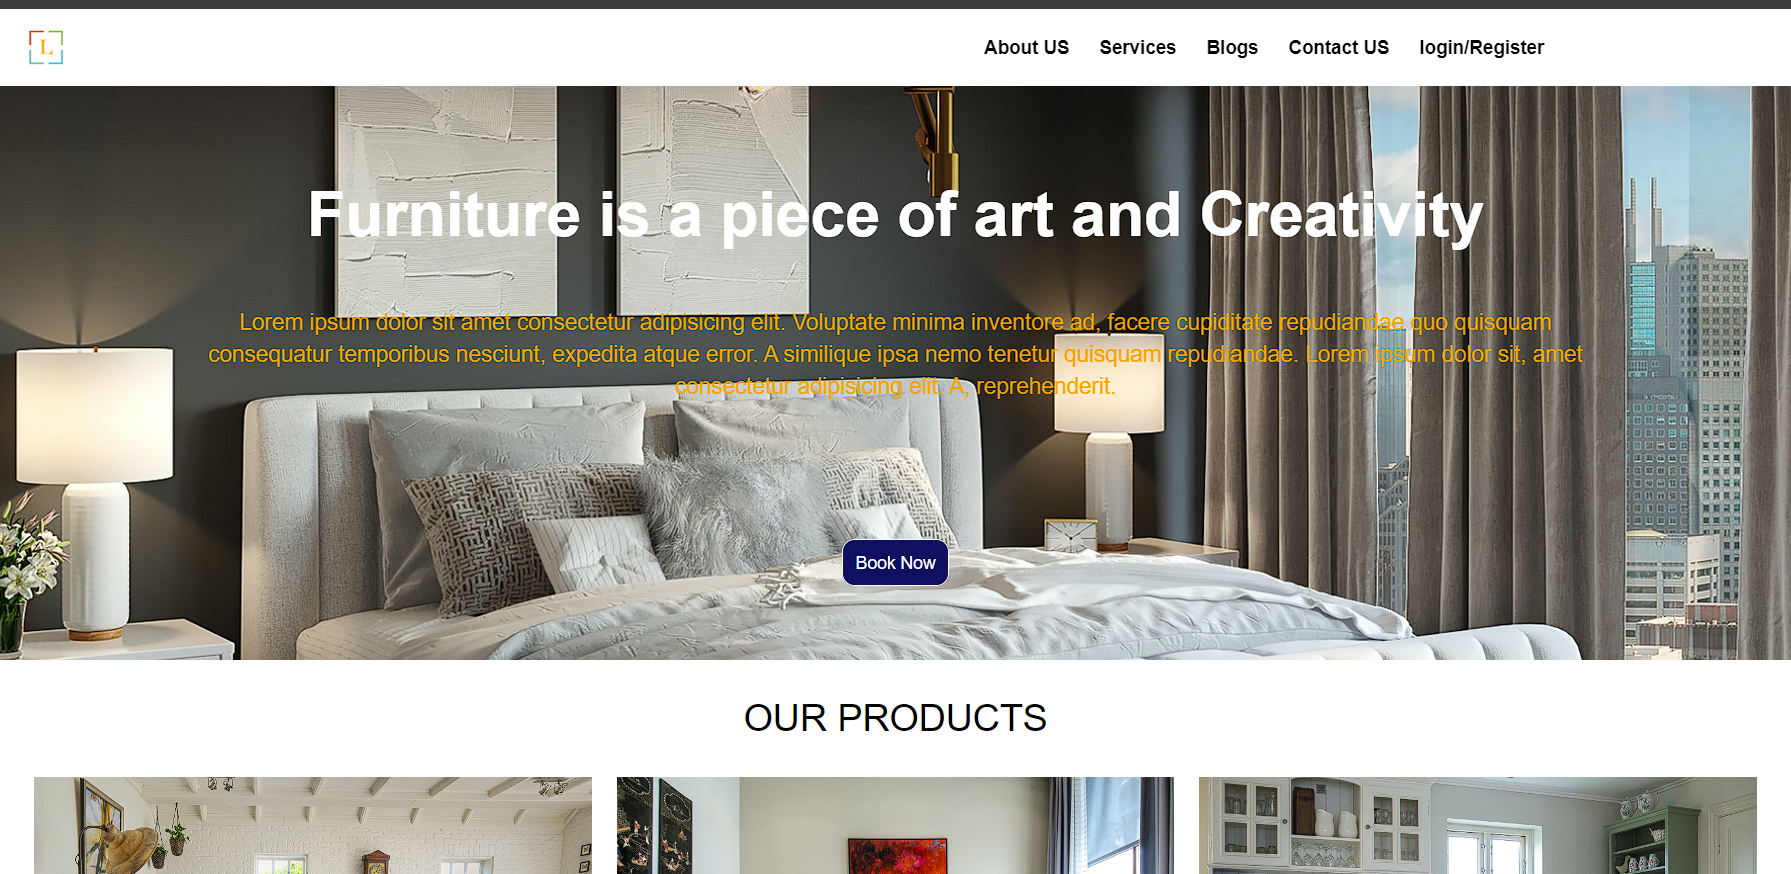 L
About US Services Blogs Contact US login/Register
Furniture is a piece of art and Creativity
Lorem ipsum dolor sit amet consectetur adipisicing elit. Voluptate minima inventore ad, facere cupiditate repudiandae quo quisquam
consequatur temporibus nesciunt, expedita atque error. A similique ipsa nemo tenetur quisquam repudiandae. Lorem ipsum dolor sit, amet
consectetur adipisicing elit. A, reprehenderit.
Book Now
OUR PRODUCTS